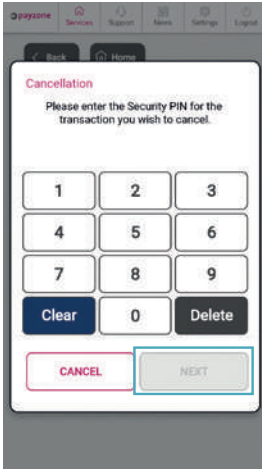 payzone Services Support News Settings Logout
Back Home
Cancellation
Please enter the Security PIN for the
transaction you wish to cancel.
1 2 3
4 5 6
7 8 9
Clear 0 Delete
CANCEL NEXT